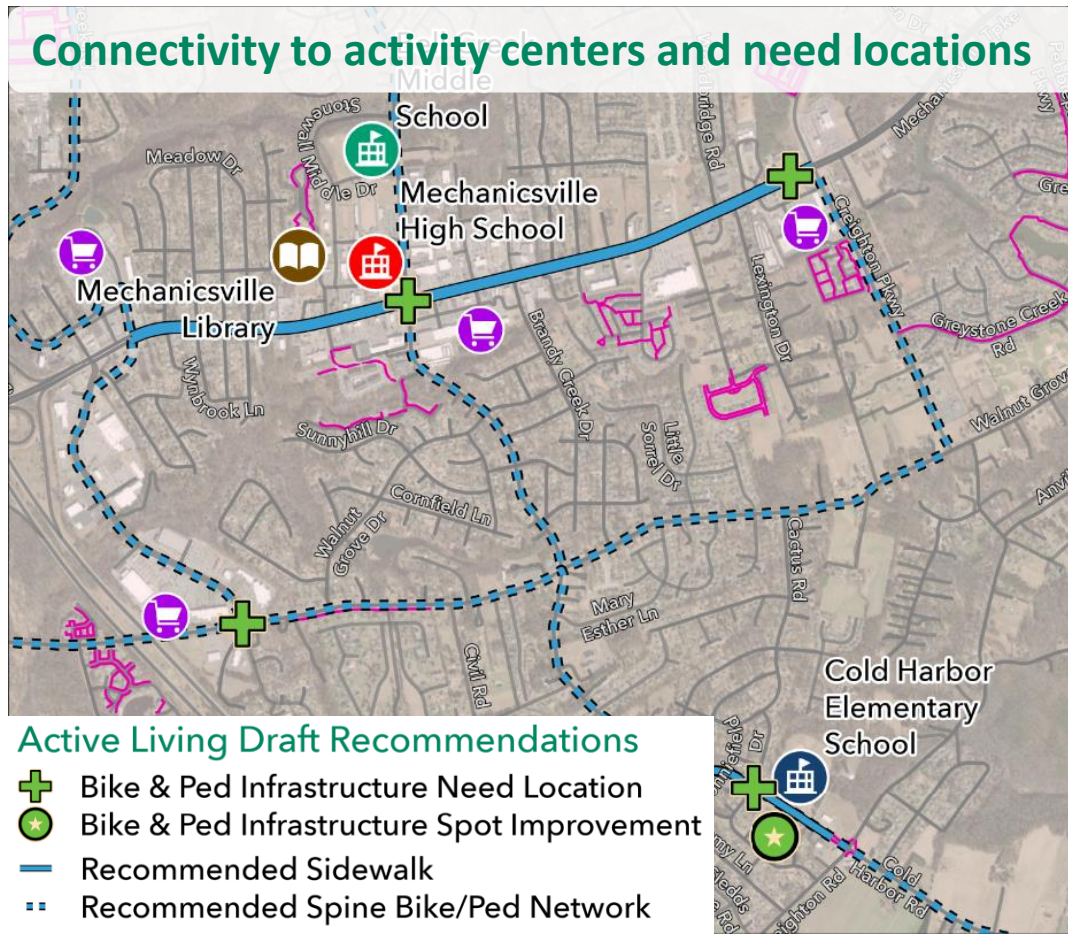 Connectivity to activity centers and need locations
Middle
School
Mechanicsville
High School
Mechanicsville
Library
Meadow Dr
Stonewall
Middle Dr
Mechanics
Creighton Pkwy
Lexington Dr
Greystone Creek
Rd
Walnut Grove
Brandy Creek Dr
Wynbrook Ln
Sunnyhill Dr
Little
Sorrel Dr
Cornfield Ln
Walnut
Grove Dr
Cactus Rd
Mary
Esther Ln
Civil Rd
Cold Harbor
Elementary
School
Dr
Cold
Harbor Rd
Active Living Draft Recommendations
Bike & Ped Infrastructure Need Location
Bike & Ped Infrastructure Spot Improvement
Recommended Sidewalk
Recommended Spine Bike/Ped Network